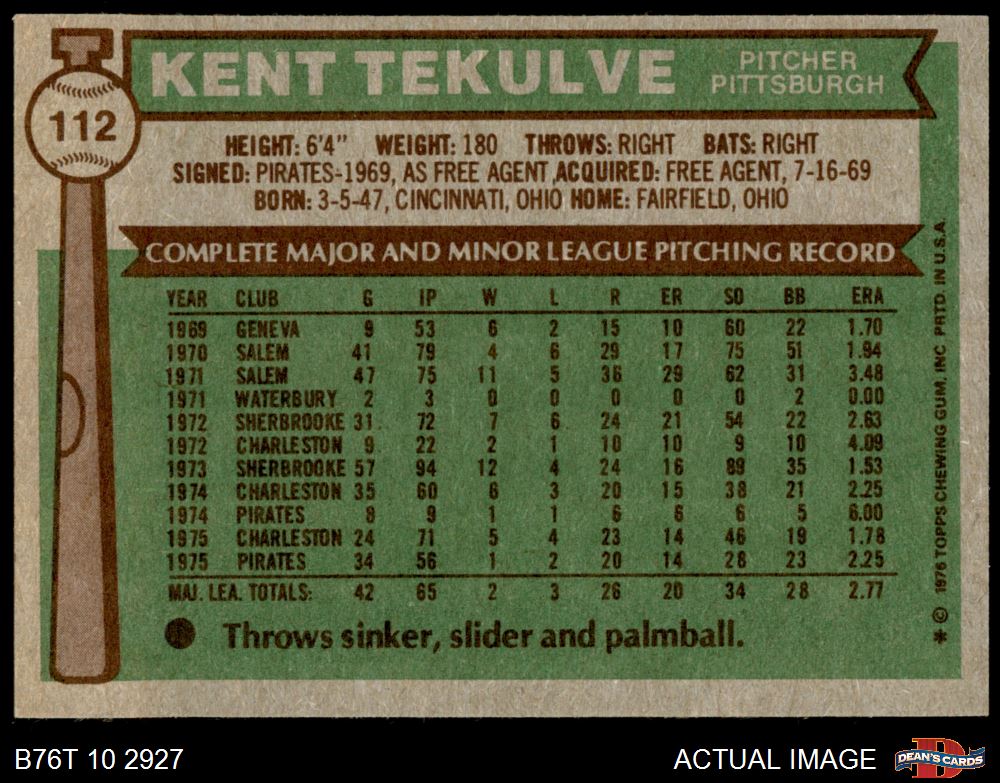 112
KENT TEKULVE
PITCHER
PITTSBURGH
HEIGHT: 6'4" WEIGHT: 180 THROWS: RIGHT BATS: RIGHT
SIGNED: PIRATES-1969, AS FREE AGENT ACQUIRED: FREE AGENT, 7-16-69
BORN: 3-5-47, CINCINNATI, OHIO HOME: FAIRFIELD, OHIO
COMPLETE MAJOR AND MINOR LEAGUE PITCHING RECORD
YEAR CLUB G IP W L R ER SO BB ERA
1969 GENEVA 9 53 6 2 15 10 60 22 1.70
1970 SALEM 41 79 4 6 29 17 75 51 1.94
1971 SALEM 47 75 11 5 36 29 62 31 3.48
1971 WATERBURY 2 3 0 0 0 0 0 2 0.00
1972 SHERBROOKE 31 72 7 6 24 21 54 22 2.63
1972 CHARLESTON 9 22 2 1 10 10 9 10 4.09
1973 SHERBROOKE 57 94 12 4 24 16 89 35 1.53
1974 CHARLESTON 35 60 6 3 20 15 38 21 2.25
1974 PIRATES 8 9 1 1 6 6 6 5 6.00
1975 CHARLESTON 24 71 5 4 23 14 46 19 1.78
1975 PIRATES 34 56 1 2 20 14 28 23 2.25
MAJ. LEA. TOTALS: 42 65 2 3 26 20 34 28 2.77
Throws sinker, slider and palmball.
* © 1976 TOPPS CHEWING GUM, INC PRTD. IN U.S.A.
B76T 10 2927
ACTUAL IMAGE
D
DEAN'S CARDS